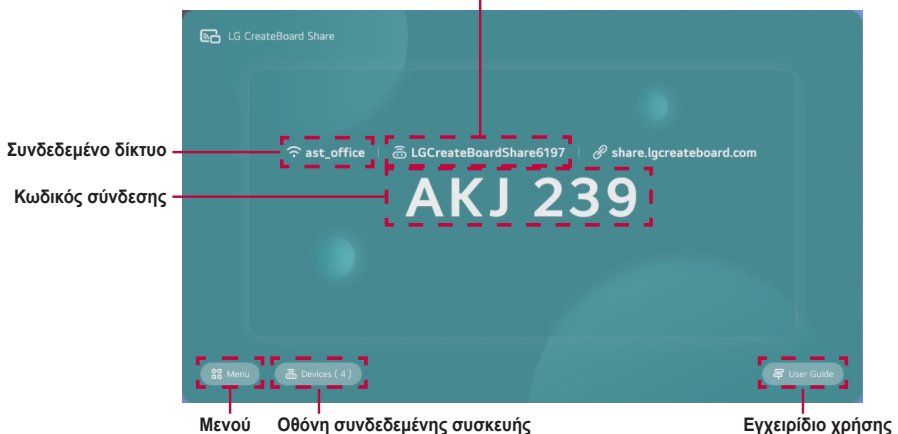 LG CreateBoard Share
Συνδεδεμένο δίκτυο
ast_office LGCreateBoardShare6197 share.lgcreateboard.com
Κωδικός σύνδεσης
AKJ 239
Menu Devices ( 4 ) User Guide
Μενού Οθόνη συνδεδεμένης συσκευής Εγχειρίδιο χρήσης